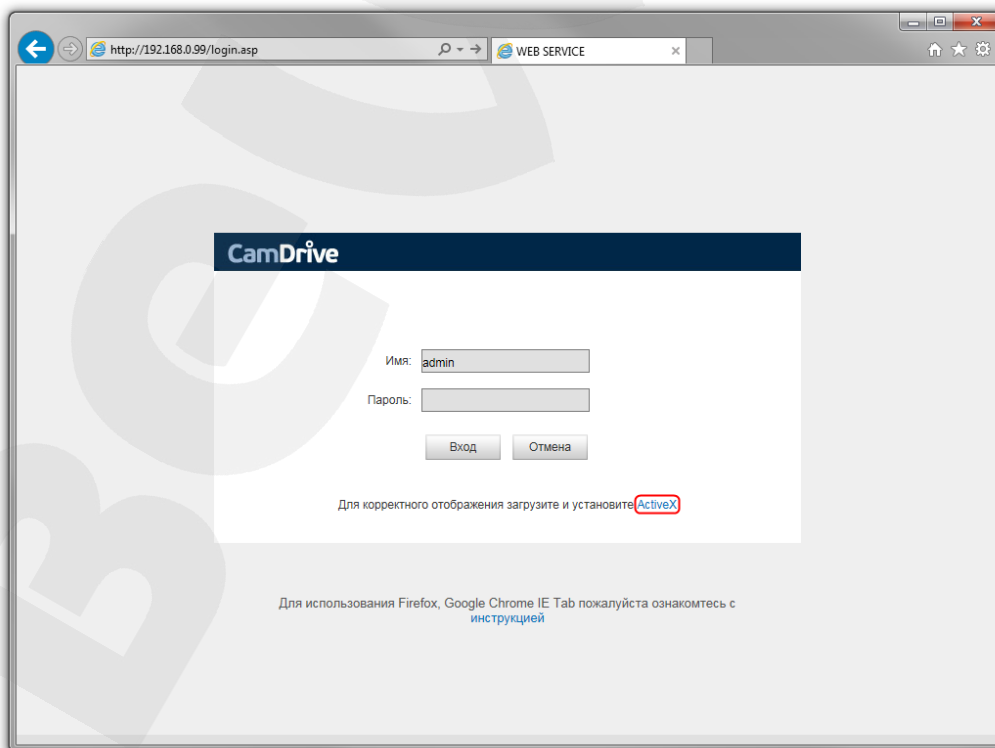 http://192.168.0.99/login.asp
WEB SERVICE
CamDrive
Имя:
admin
Пароль:
Вход
Отмена
Для корректного отображения загрузите и установите ActiveX
Для использования Firefox, Google Chrome IE Tab пожалуйста ознакомтесь с
инструкцией